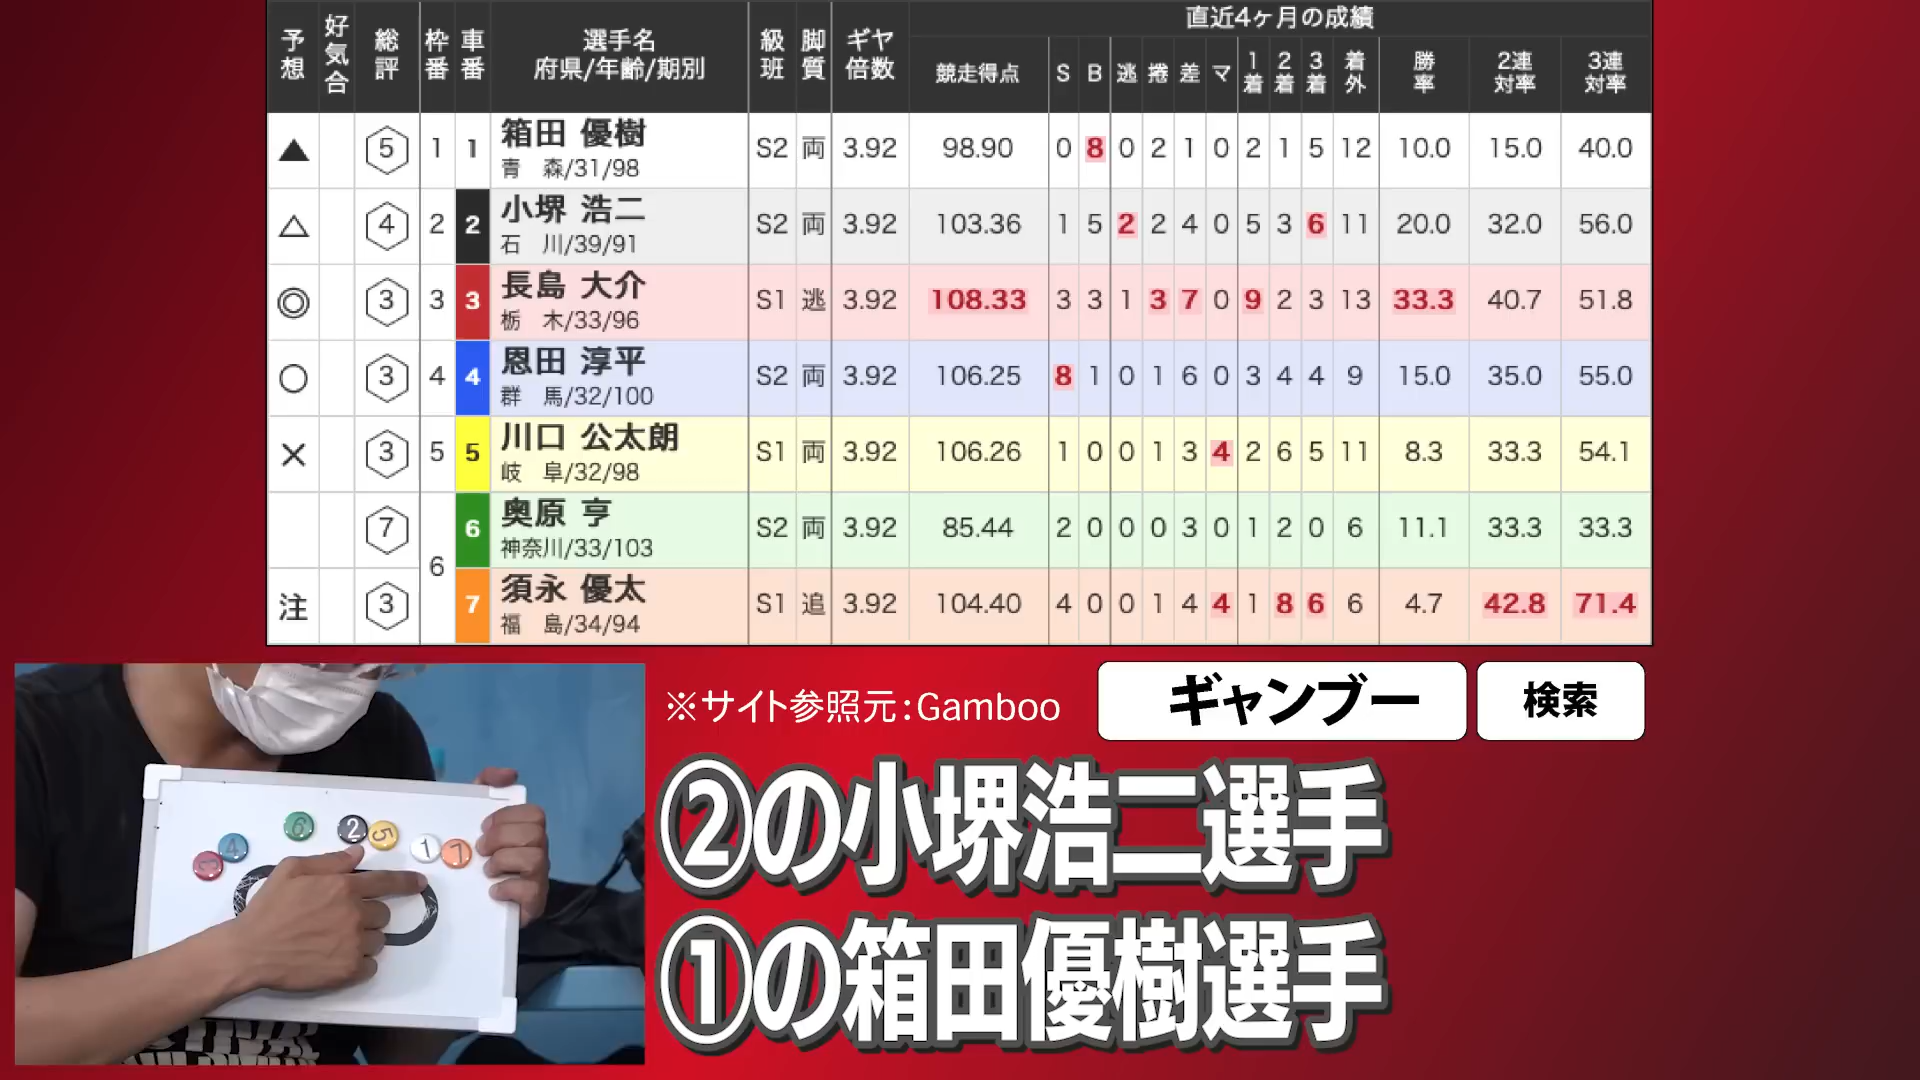 直近4ヶ月の成績
予想 好気合 総評 枠番 車番 選手名 府県/年齢/期別 級班 脚質 ギヤ倍数 競走得点 S B 逃 捲 差 マ 1着 2着 3着 着外 勝率 2連対率 3連対率
▲ 5 1 1 箱田 優樹 S2 両 3.92 98.90 0 8 0 2 1 0 2 1 5 12 10.0 15.0 40.0
青 森/31/98
△ 4 2 2 小堺 浩二 S2 両 3.92 103.36 1 5 2 2 4 0 5 3 6 11 20.0 32.0 56.0
石 川/39/91
◎ 3 3 3 長島 大介 S1 逃 3.92 108.33 3 3 1 3 7 0 9 2 3 13 33.3 40.7 51.8
栃 木/33/96
○ 3 4 4 恩田 淳平 S2 両 3.92 106.25 8 1 0 1 6 0 3 4 4 9 15.0 35.0 55.0
群 馬/32/100
× 3 5 5 川口 公太朗 S1 両 3.92 106.26 1 0 0 1 3 4 2 6 5 11 8.3 33.3 54.1
岐 阜/32/98
7 6 6 奥原 亨 S2 両 3.92 85.44 2 0 0 0 3 0 1 2 0 6 11.1 33.3 33.3
神奈川/33/103
注 3 7 須永 優太 S1 追 3.92 104.40 4 0 0 1 4 4 1 8 6 6 4.7 42.8 71.4
福 島/34/94
※サイト参照元:Gamboo ギャンブー 検索
②の小堺浩二選手
①の箱田優樹選手
3 4 6 2 5 1 7